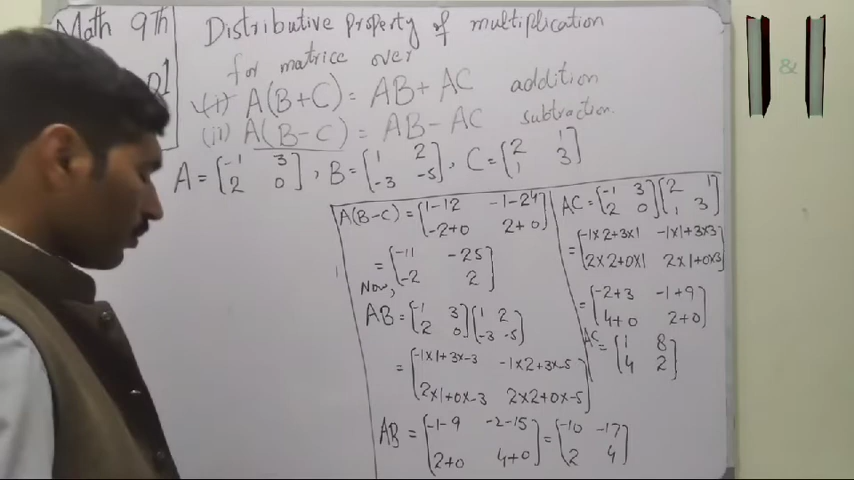 Math 9th
Distributive Property of multiplication
for matrice over
Q1
(i) A(B+C) = AB + AC addition
(ii) A(B-C) = AB - AC subtraction.
A = [-1 3
2 0], B = [1 2
-3 -5], C = [2 1
1 3]
A(B-C) = [1-12 -1-24
-2+0 2+0]
= [-11 -25
-2 2]
Now,
AB = [-1 3
2 0][1 2
-3 -5]
= [-1x1+3x-3 -1x2+3x-5
2x1+0x-3 2x2+0x-5]
AB = [-1-9 -2-15
2+0 4+0] = [-10 -17
2 4]
AC = [-1 3
2 0][2 1
1 3]
= [-1x2+3x1 -1x1+3x3
2x2+0x1 2x1+0x3]
= [-2+3 -1+9
4+0 2+0]
AC = [1 8
4 2]
&